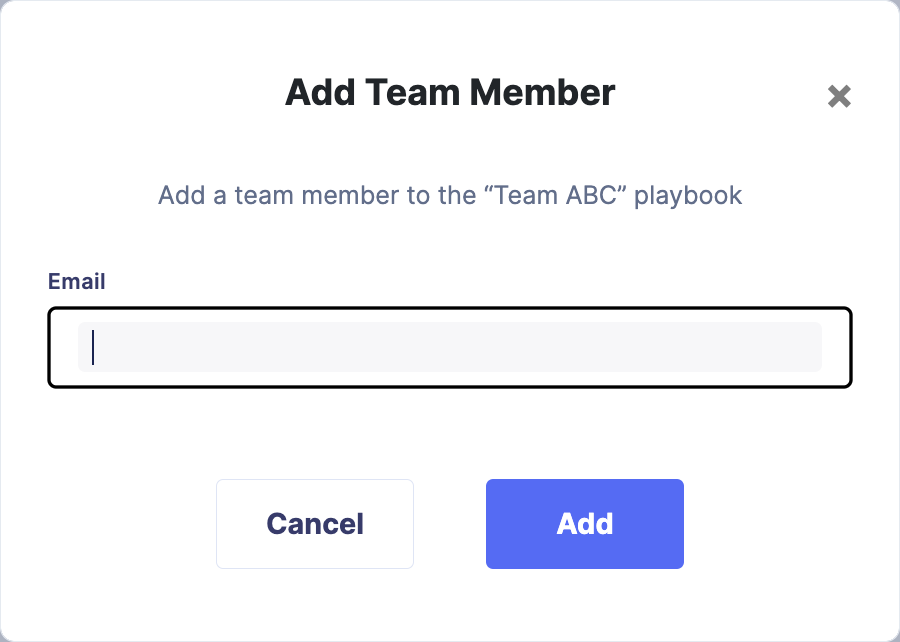 Add Team Member
Add a team member to the “Team ABC” playbook
Email
Cancel
Add